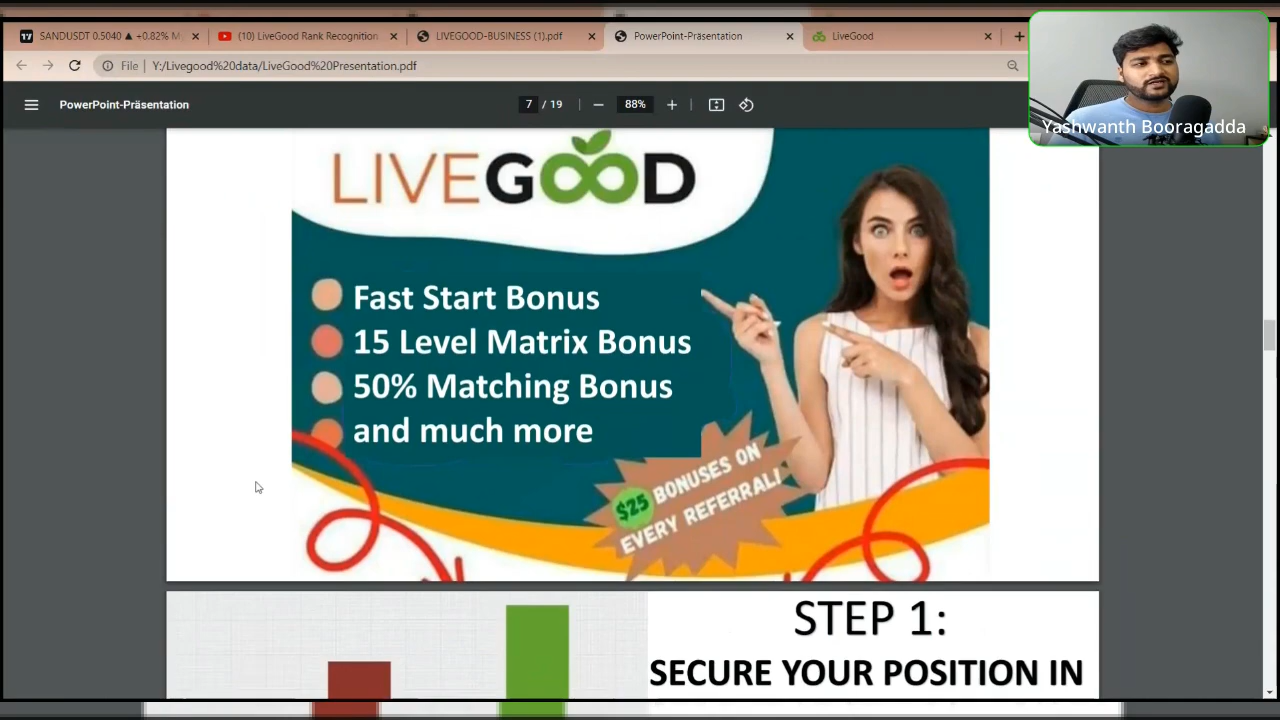 SANDUSDT 0.5040 ▲ +0.82% M
(10) LiveGood Rank Recognition
LIVEGOOD-BUSINESS (1).pdf
PowerPoint-Präsentation
LiveGood
File
Y:/Livegood%20data/LiveGood%20Presentation.pdf
Yashwanth Booragadda
PowerPoint-Präsentation
7 / 19
88%
LIVEGOOD
Fast Start Bonus
15 Level Matrix Bonus
50% Matching Bonus
and much more
$25 BONUSES ON
EVERY REFERRAL!
STEP 1:
SECURE YOUR POSITION IN